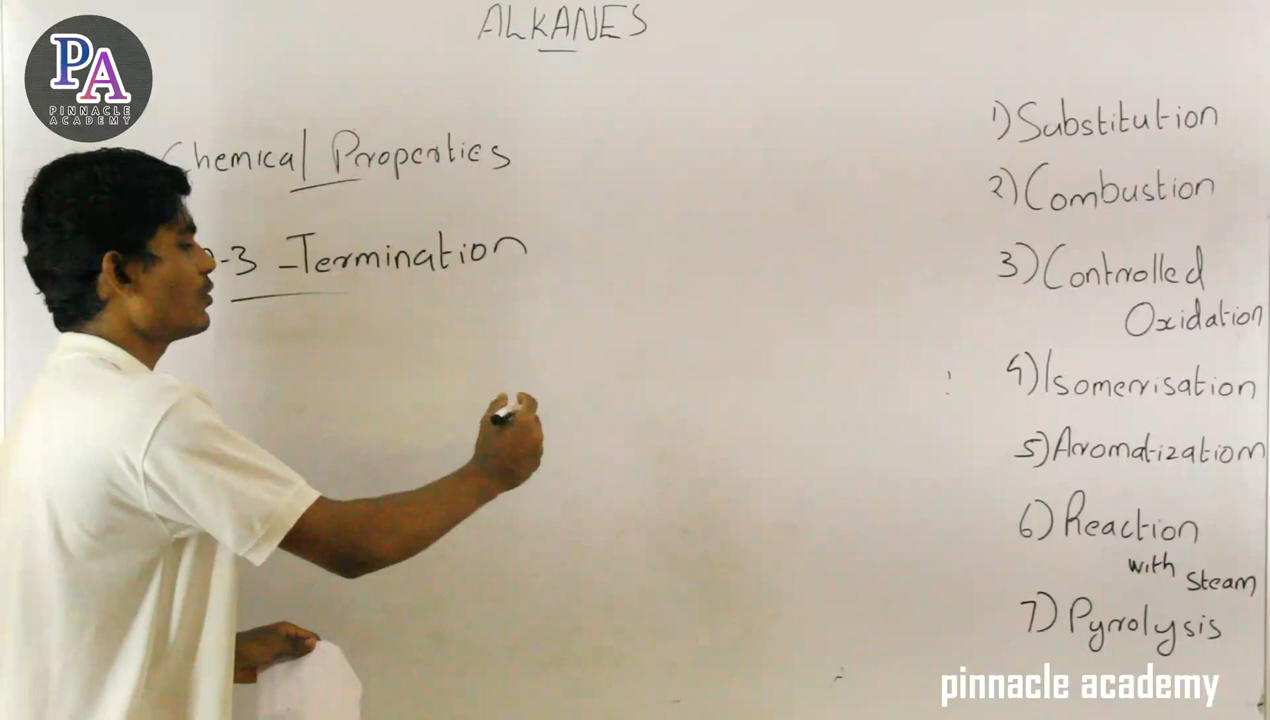 ALKANES
PA
PINNACLE
ACADEMY
Chemical Properties
-3 - Termination
1) Substitution
2) Combustion
3) Controlled
Oxidation
4) Isomerisation
5) Aromatization
6) Reaction
with Steam
7) Pyrolysis
pinnacle academy